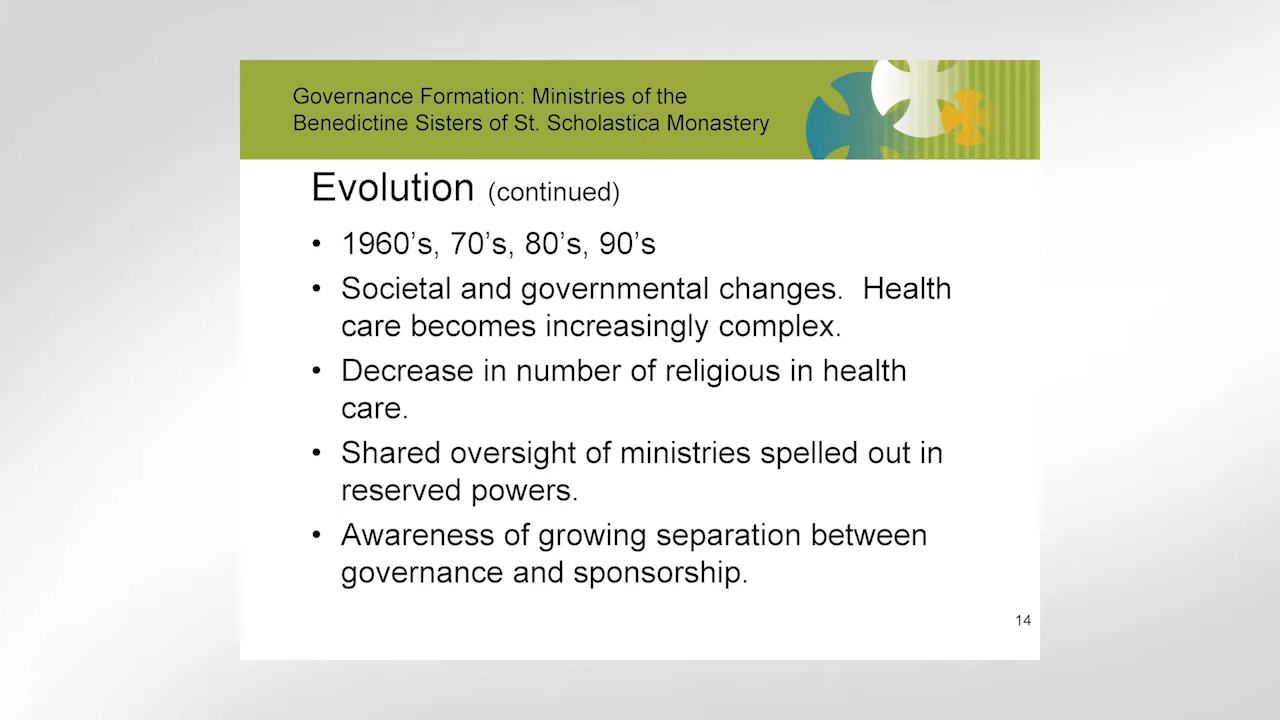 Governance Formation: Ministries of the
Benedictine Sisters of St. Scholastica Monastery
Evolution (continued)
• 1960’s, 70’s, 80’s, 90’s
• Societal and governmental changes.  Health
care becomes increasingly complex.
• Decrease in number of religious in health
care.
• Shared oversight of ministries spelled out in
reserved powers.
• Awareness of growing separation between
governance and sponsorship.
14